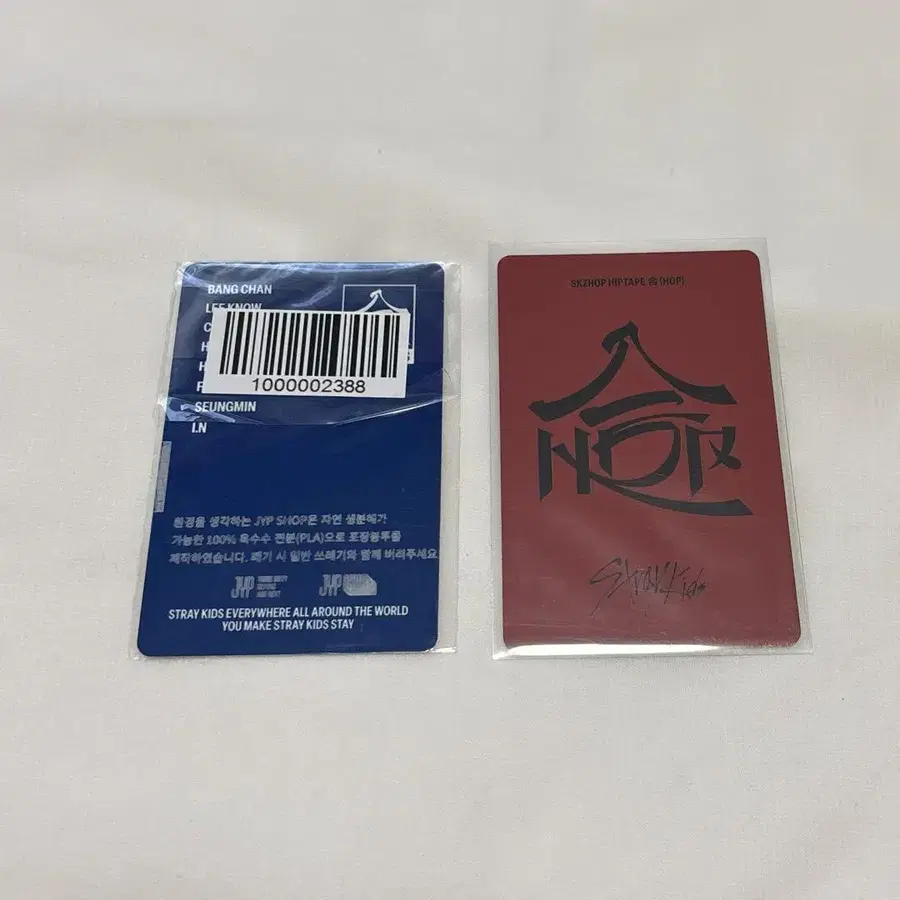 BANG CHAN
LEE KNOW
C
H
H
F
SEUNGMIN
I.N
1000002388
환경을 생각하는 JYP SHOP은 자연 생분해가
가능한 100% 옥수수 전분(PLA)으로 포장봉투를
제작하였습니다. 폐기 시 일반 쓰레기와 함께 버려주세요
JYP
JYP
STRAY KIDS EVERYWHERE ALL AROUND THE WORLD
YOU MAKE STRAY KIDS STAY
SKZHOP HIPTAPE 合 (HOP)
合
HOP
Stray Kids